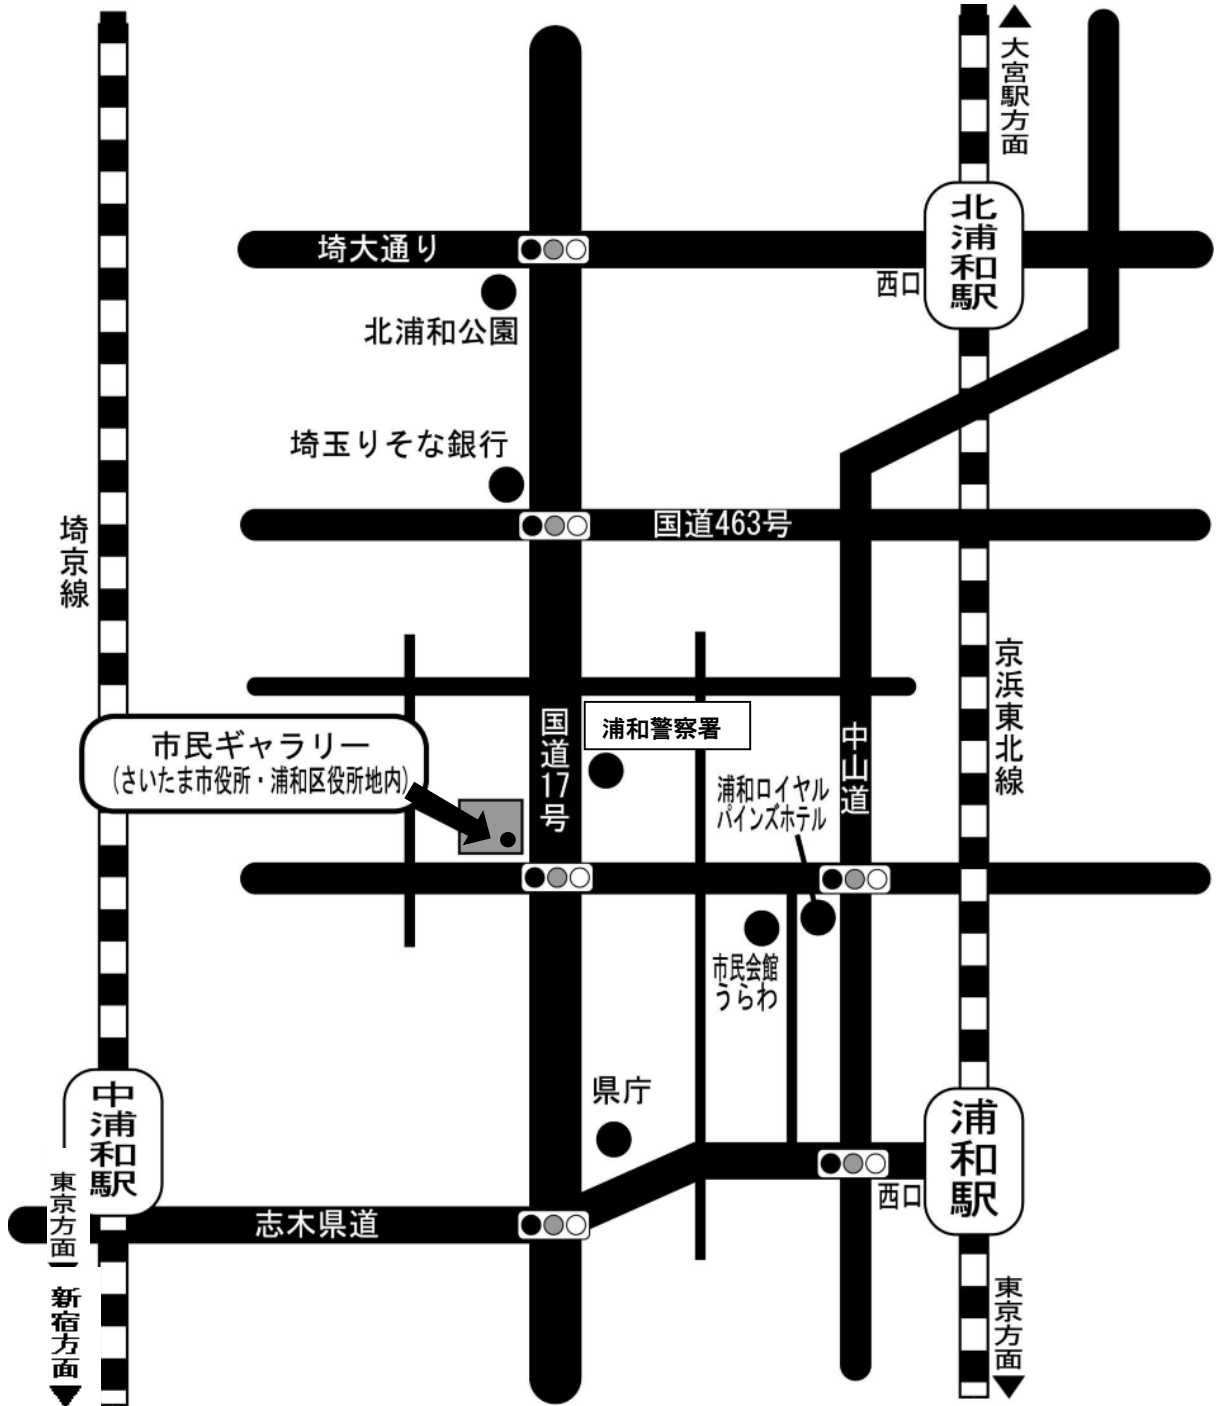 大宮駅方面
北浦和駅
埼大通り
西口
北浦和公園
埼玉りそな銀行
国道463号
埼京線
京浜東北線
国道17号
浦和警察署
中山道
市民ギャラリー
(さいたま市役所・浦和区役所地内)
浦和ロイヤル
パインズホテル
市民会館
うらわ
県庁
中浦和駅
浦和駅
西口
東京方面
志木県道
新宿方面
東京方面